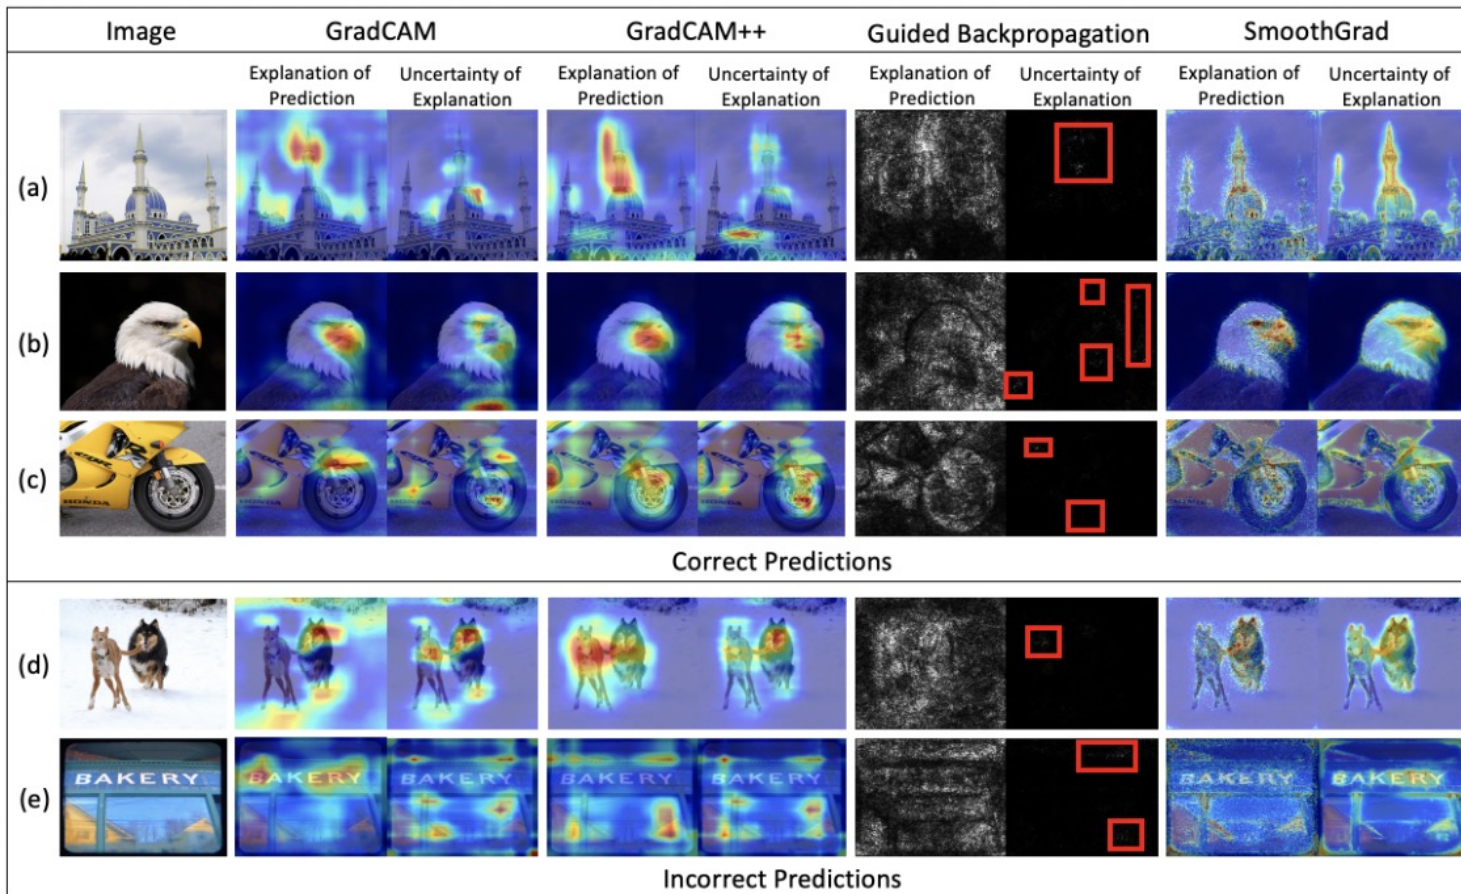 Image GradCAM GradCAM++ Guided Backpropagation SmoothGrad
Explanation of Prediction Uncertainty of Explanation Explanation of Prediction Uncertainty of Explanation Explanation of Prediction Uncertainty of Explanation Explanation of Prediction Uncertainty of Explanation
(a)
(b)
(c)
HONDA
Correct Predictions
(d)
(e)
BAKERY BAKERY BAKERY BAKERY BAKERY BAKERY BAKERY
Incorrect Predictions